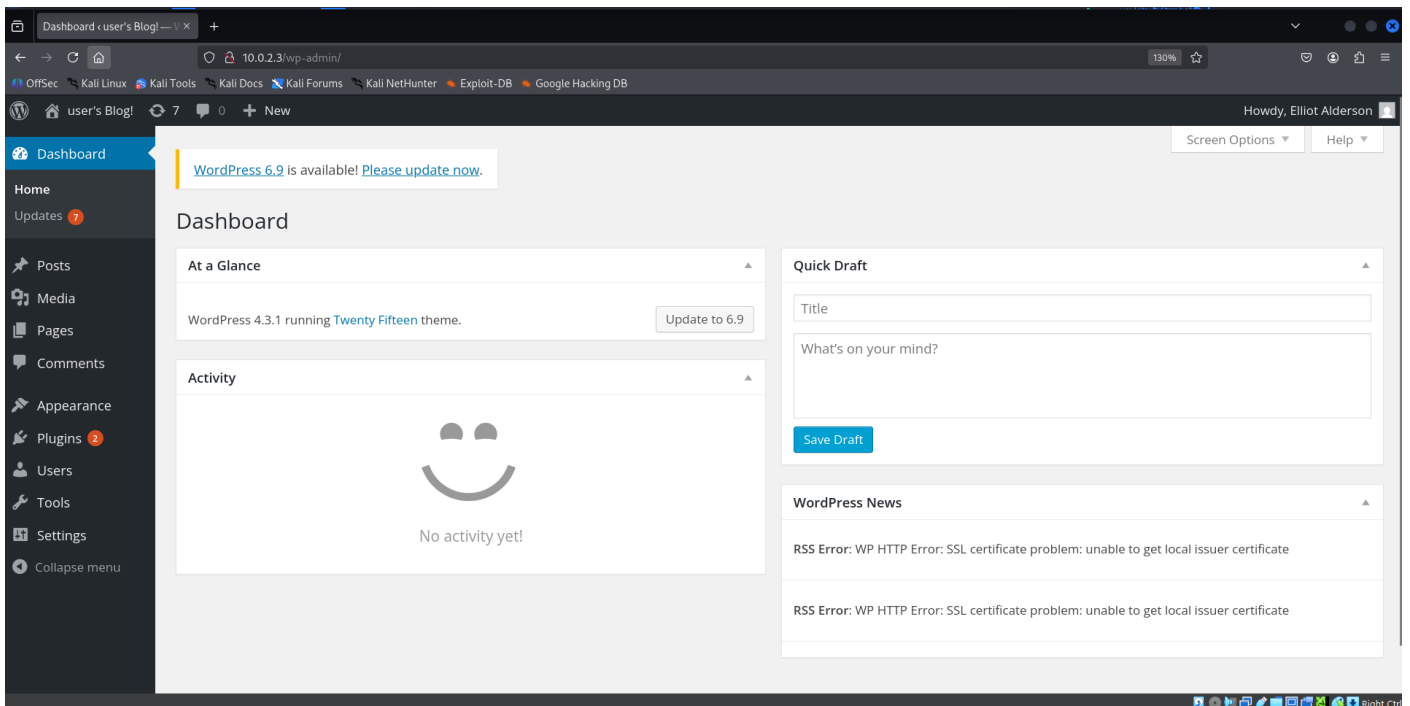 Dashboard ‹ user's Blog! — W
10.0.2.3/wp-admin/
130%
OffSec Kali Linux Kali Tools Kali Docs Kali Forums Kali NetHunter Exploit-DB Google Hacking DB
user's Blog! 7 0 + New
Howdy, Elliot Alderson
Screen Options
Help
Dashboard
Home
Updates 7
Posts
Media
Pages
Comments
Appearance
Plugins 2
Users
Tools
Settings
Collapse menu
WordPress 6.9 is available! Please update now.
Dashboard
At a Glance
WordPress 4.3.1 running Twenty Fifteen theme.
Update to 6.9
Activity
No activity yet!
Quick Draft
Title
What's on your mind?
Save Draft
WordPress News
RSS Error: WP HTTP Error: SSL certificate problem: unable to get local issuer certificate
RSS Error: WP HTTP Error: SSL certificate problem: unable to get local issuer certificate
Right Ctrl